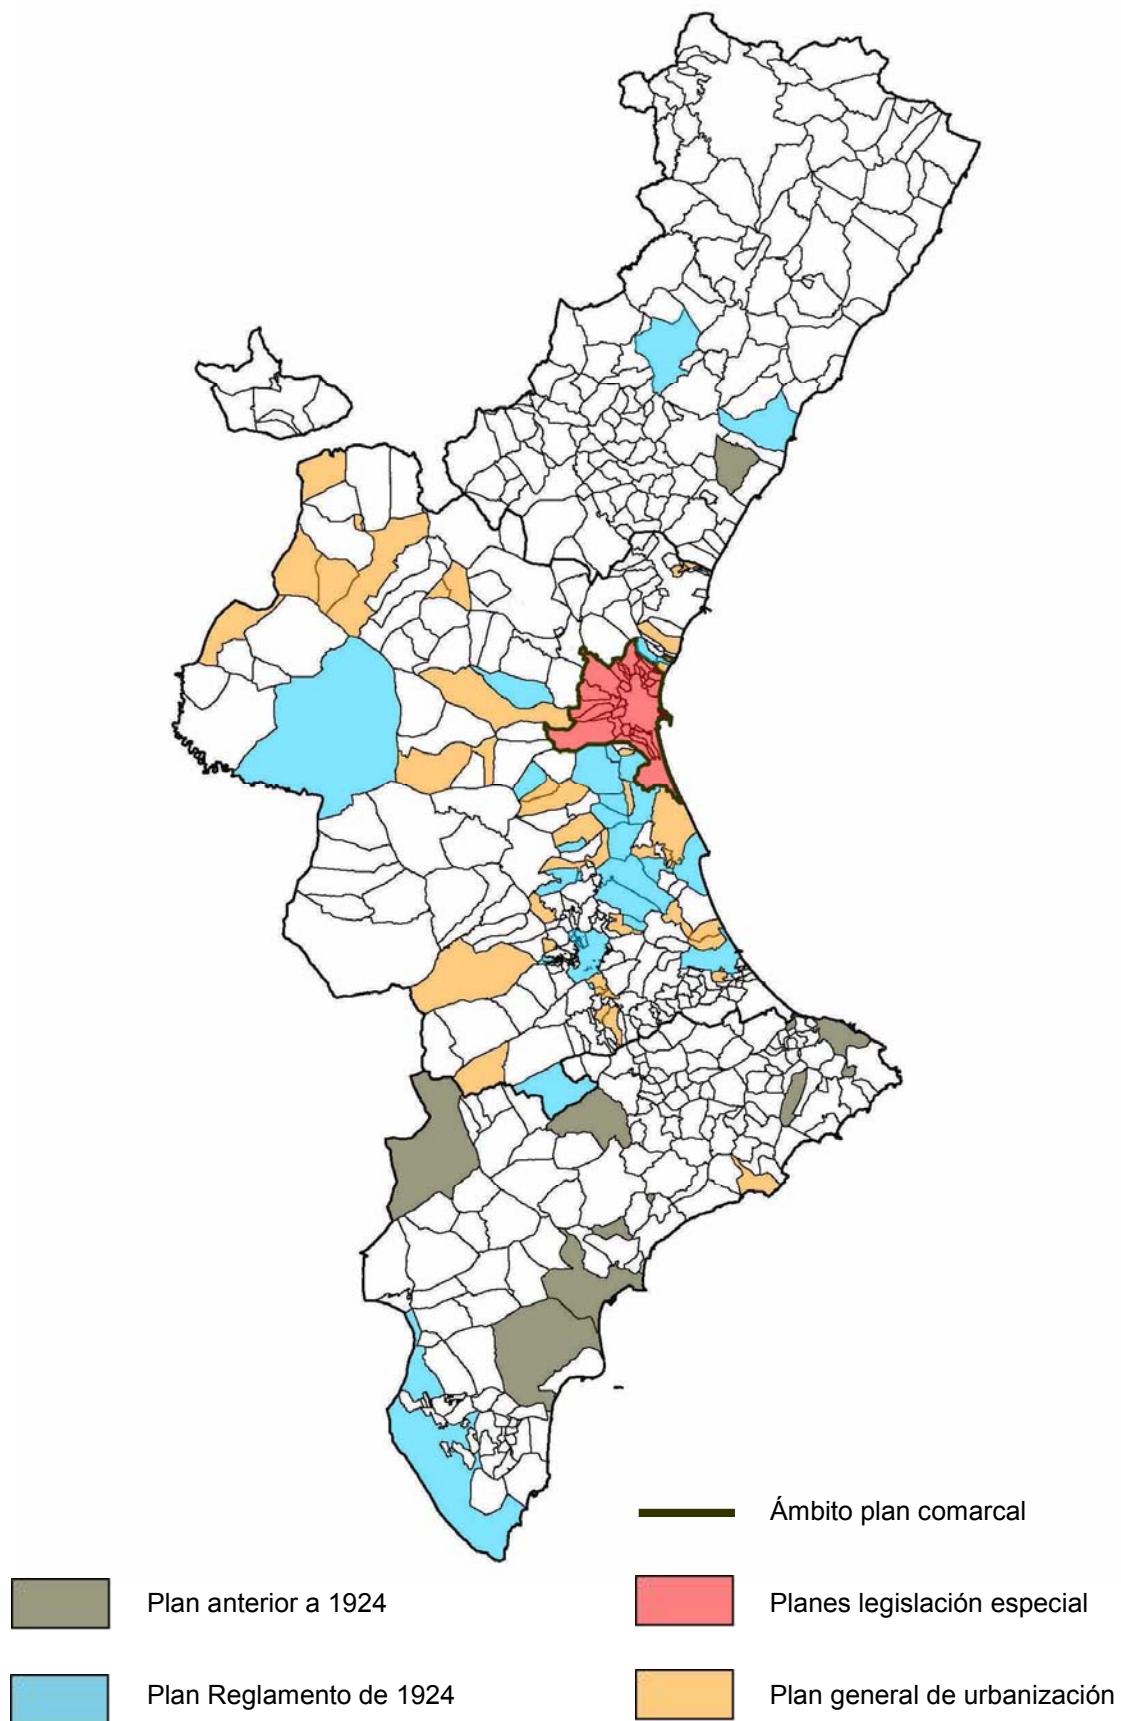 Ámbito plan comarcal
Plan anterior a 1924
Planes legislación especial
Plan Reglamento de 1924
Plan general de urbanización